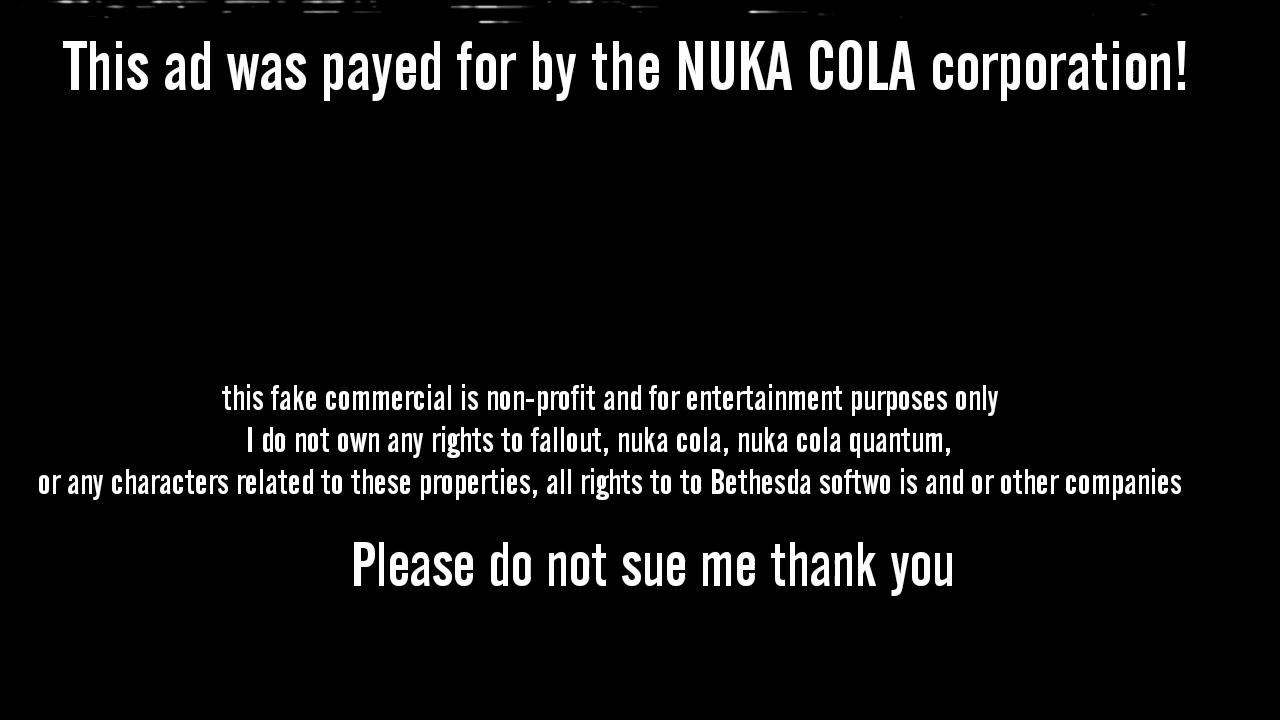 This ad was payed for by the NUKA COLA corporation!
this fake commercial is non-profit and for entertainment purposes only
I do not own any rights to fallout, nuka cola, nuka cola quantum,
or any characters related to these properties, all rights to to Bethesda softwo is and or other companies
Please do not sue me thank you